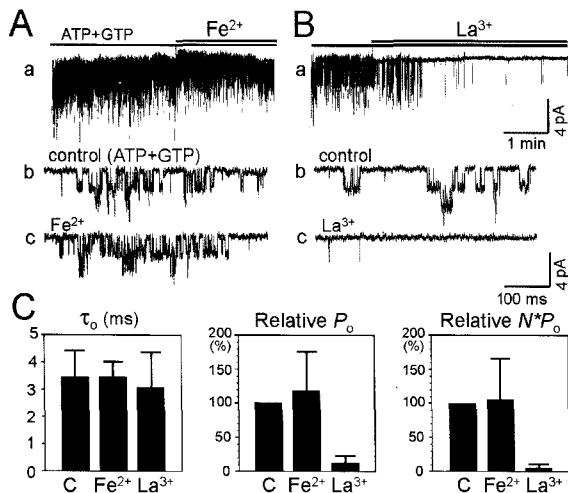 A
B
ATP+GTP
Fe²⁺
La³⁺
a
a
1 min
4 pA
control (ATP+GTP)
control
b
b
Fe²⁺
La³⁺
c
c
100 ms
4 pA
C
τₒ (ms)
Relative Pₒ
Relative N*Pₒ
5
4
3
2
1
0
C Fe²⁺ La³⁺
200
(%)
150
100
50
0
C Fe²⁺ La³⁺
200
(%)
150
100
50
0
C Fe²⁺ La³⁺